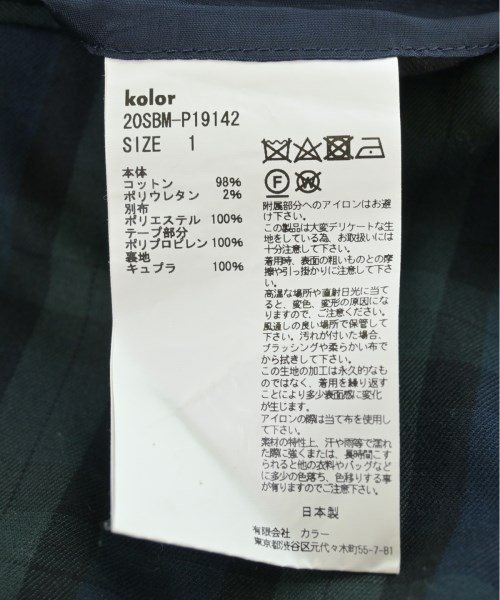 kolor
20SBM-P19142
SIZE 1
本体
コットン 98%
ポリウレタン 2%
別布
ポリエステル 100%
テープ部分
ポリプロピレン 100%
裏地
キュプラ 100%
F
W
附属部分へのアイロンはお避
け下さい。
この製品は大変デリケートな生
地をしている為、お取扱いには
十分注意して下さい。
着用時、表面の粗いものとの摩
擦や引っ掛かりに注意して下さ
い。
高温な場所や直射日光に当て
ると、変色、変形の原因にな
りますので、ご注意ください。
風通しの良い場所で保管して
下さい。汚れが付いた場合、
ブラッシングや柔らかい布で
から拭きして下さい。
この生地の加工は永久的なも
のではなく、着用を繰り返す
ことにより多少表面感に変化
が生じます。
アイロンの際は当て布を使用し
て下さい。
素材の特性上、汗や雨等で濡れ
た際に強くまたは、長時間こす
られると他の衣料やバッグなど
に多少の色落ち、色移りする事
が有りますのでご注意下さい。
日本製
有限会社 カラー
東京都渋谷区元代々木町55-7-B1